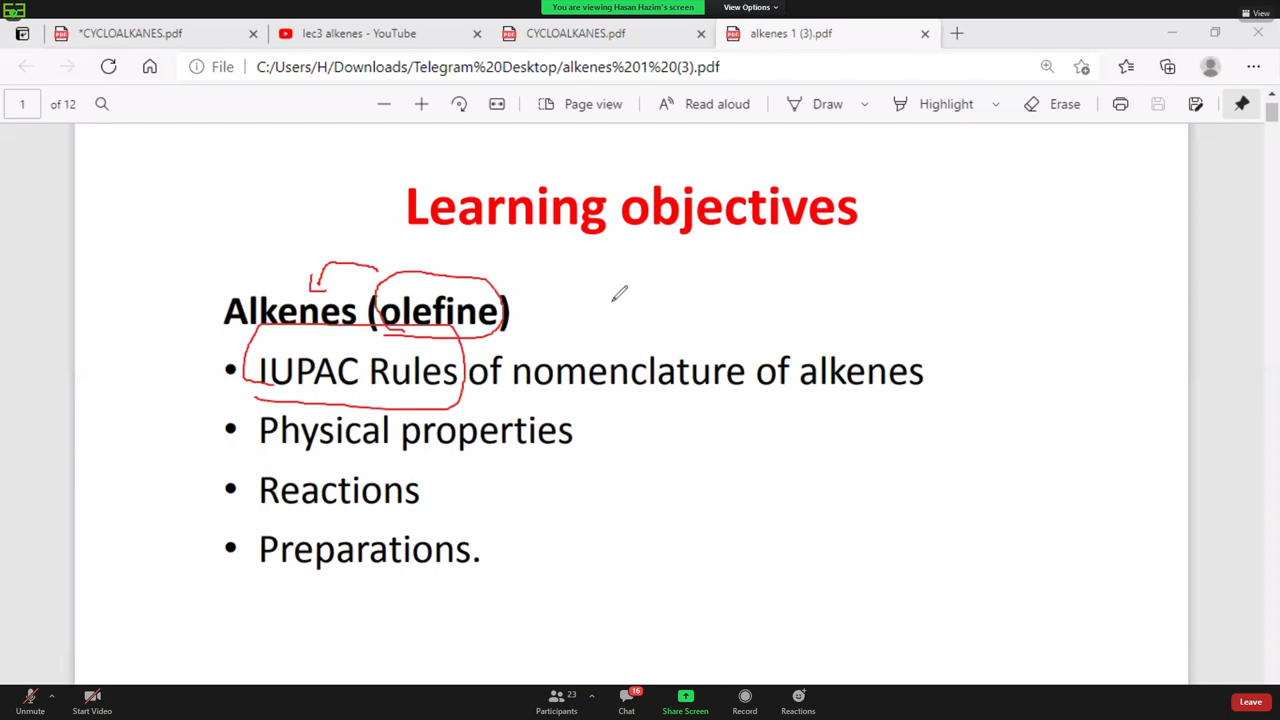 You are viewing Hasan Hazim's screen
View Options
View
*CYCLOALKANES.pdf
lec3 alkenes - YouTube
CYCLOALKANES.pdf
alkenes 1 (3).pdf
File
C:/Users/H/Downloads/Telegram%20Desktop/alkenes%201%20(3).pdf
1 of 12
Page view
Read aloud
Draw
Highlight
Erase
Learning objectives
Alkenes (olefine)
• IUPAC Rules of nomenclature of alkenes
• Physical properties
• Reactions
• Preparations.
Unmute
Start Video
23
Participants
16
Chat
Share Screen
Record
Reactions
Leave